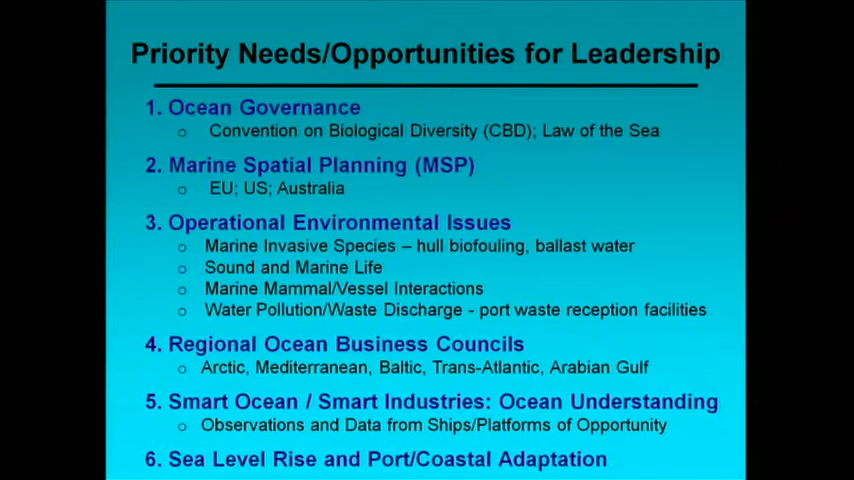 Priority Needs/Opportunities for Leadership
1. Ocean Governance
o Convention on Biological Diversity (CBD); Law of the Sea
2. Marine Spatial Planning (MSP)
o EU; US; Australia
3. Operational Environmental Issues
o Marine Invasive Species – hull biofouling, ballast water
o Sound and Marine Life
o Marine Mammal/Vessel Interactions
o Water Pollution/Waste Discharge - port waste reception facilities
4. Regional Ocean Business Councils
o Arctic, Mediterranean, Baltic, Trans-Atlantic, Arabian Gulf
5. Smart Ocean / Smart Industries: Ocean Understanding
o Observations and Data from Ships/Platforms of Opportunity
6. Sea Level Rise and Port/Coastal Adaptation